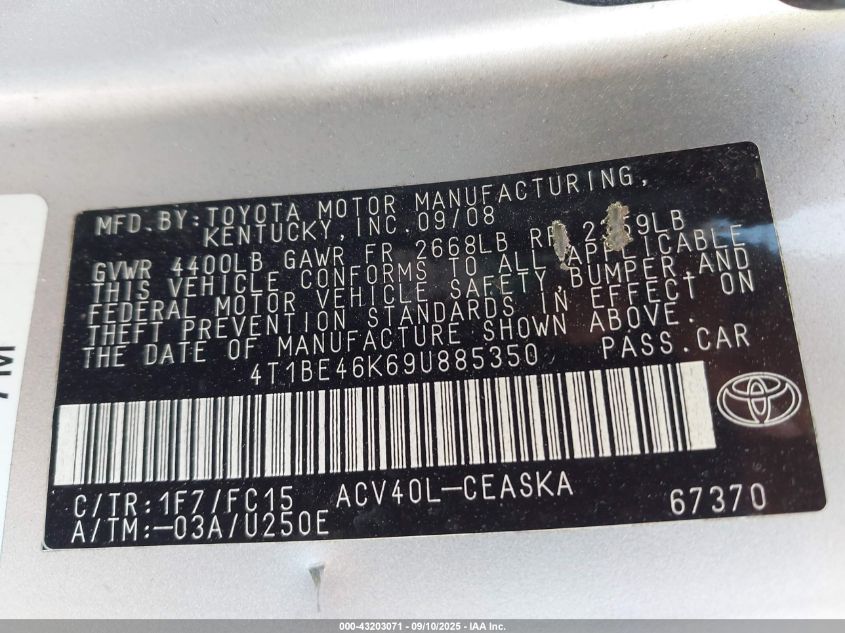 MFD.BY:TOYOTA MOTOR MANUFACTURING,
KENTUCKY, INC. 09/08
GVWR 4400LB GAWR FR 2668LB
THIS VEHICLE CONFORMS TO ALL APPLICABLE
FEDERAL MOTOR VEHICLE SAFETY, BUMPER, AND
THEFT PREVENTION STANDARDS IN EFFECT ON
THE DATE OF MANUFACTURE SHOWN ABOVE.
4T1BE46K69U885350 PASS.CAR
C/TR:1F7/FC15 ACV40L-CEASKA
A/TM:-03A/U250E 67370
000-43203071 - 09/10/2025 - IAA Inc.